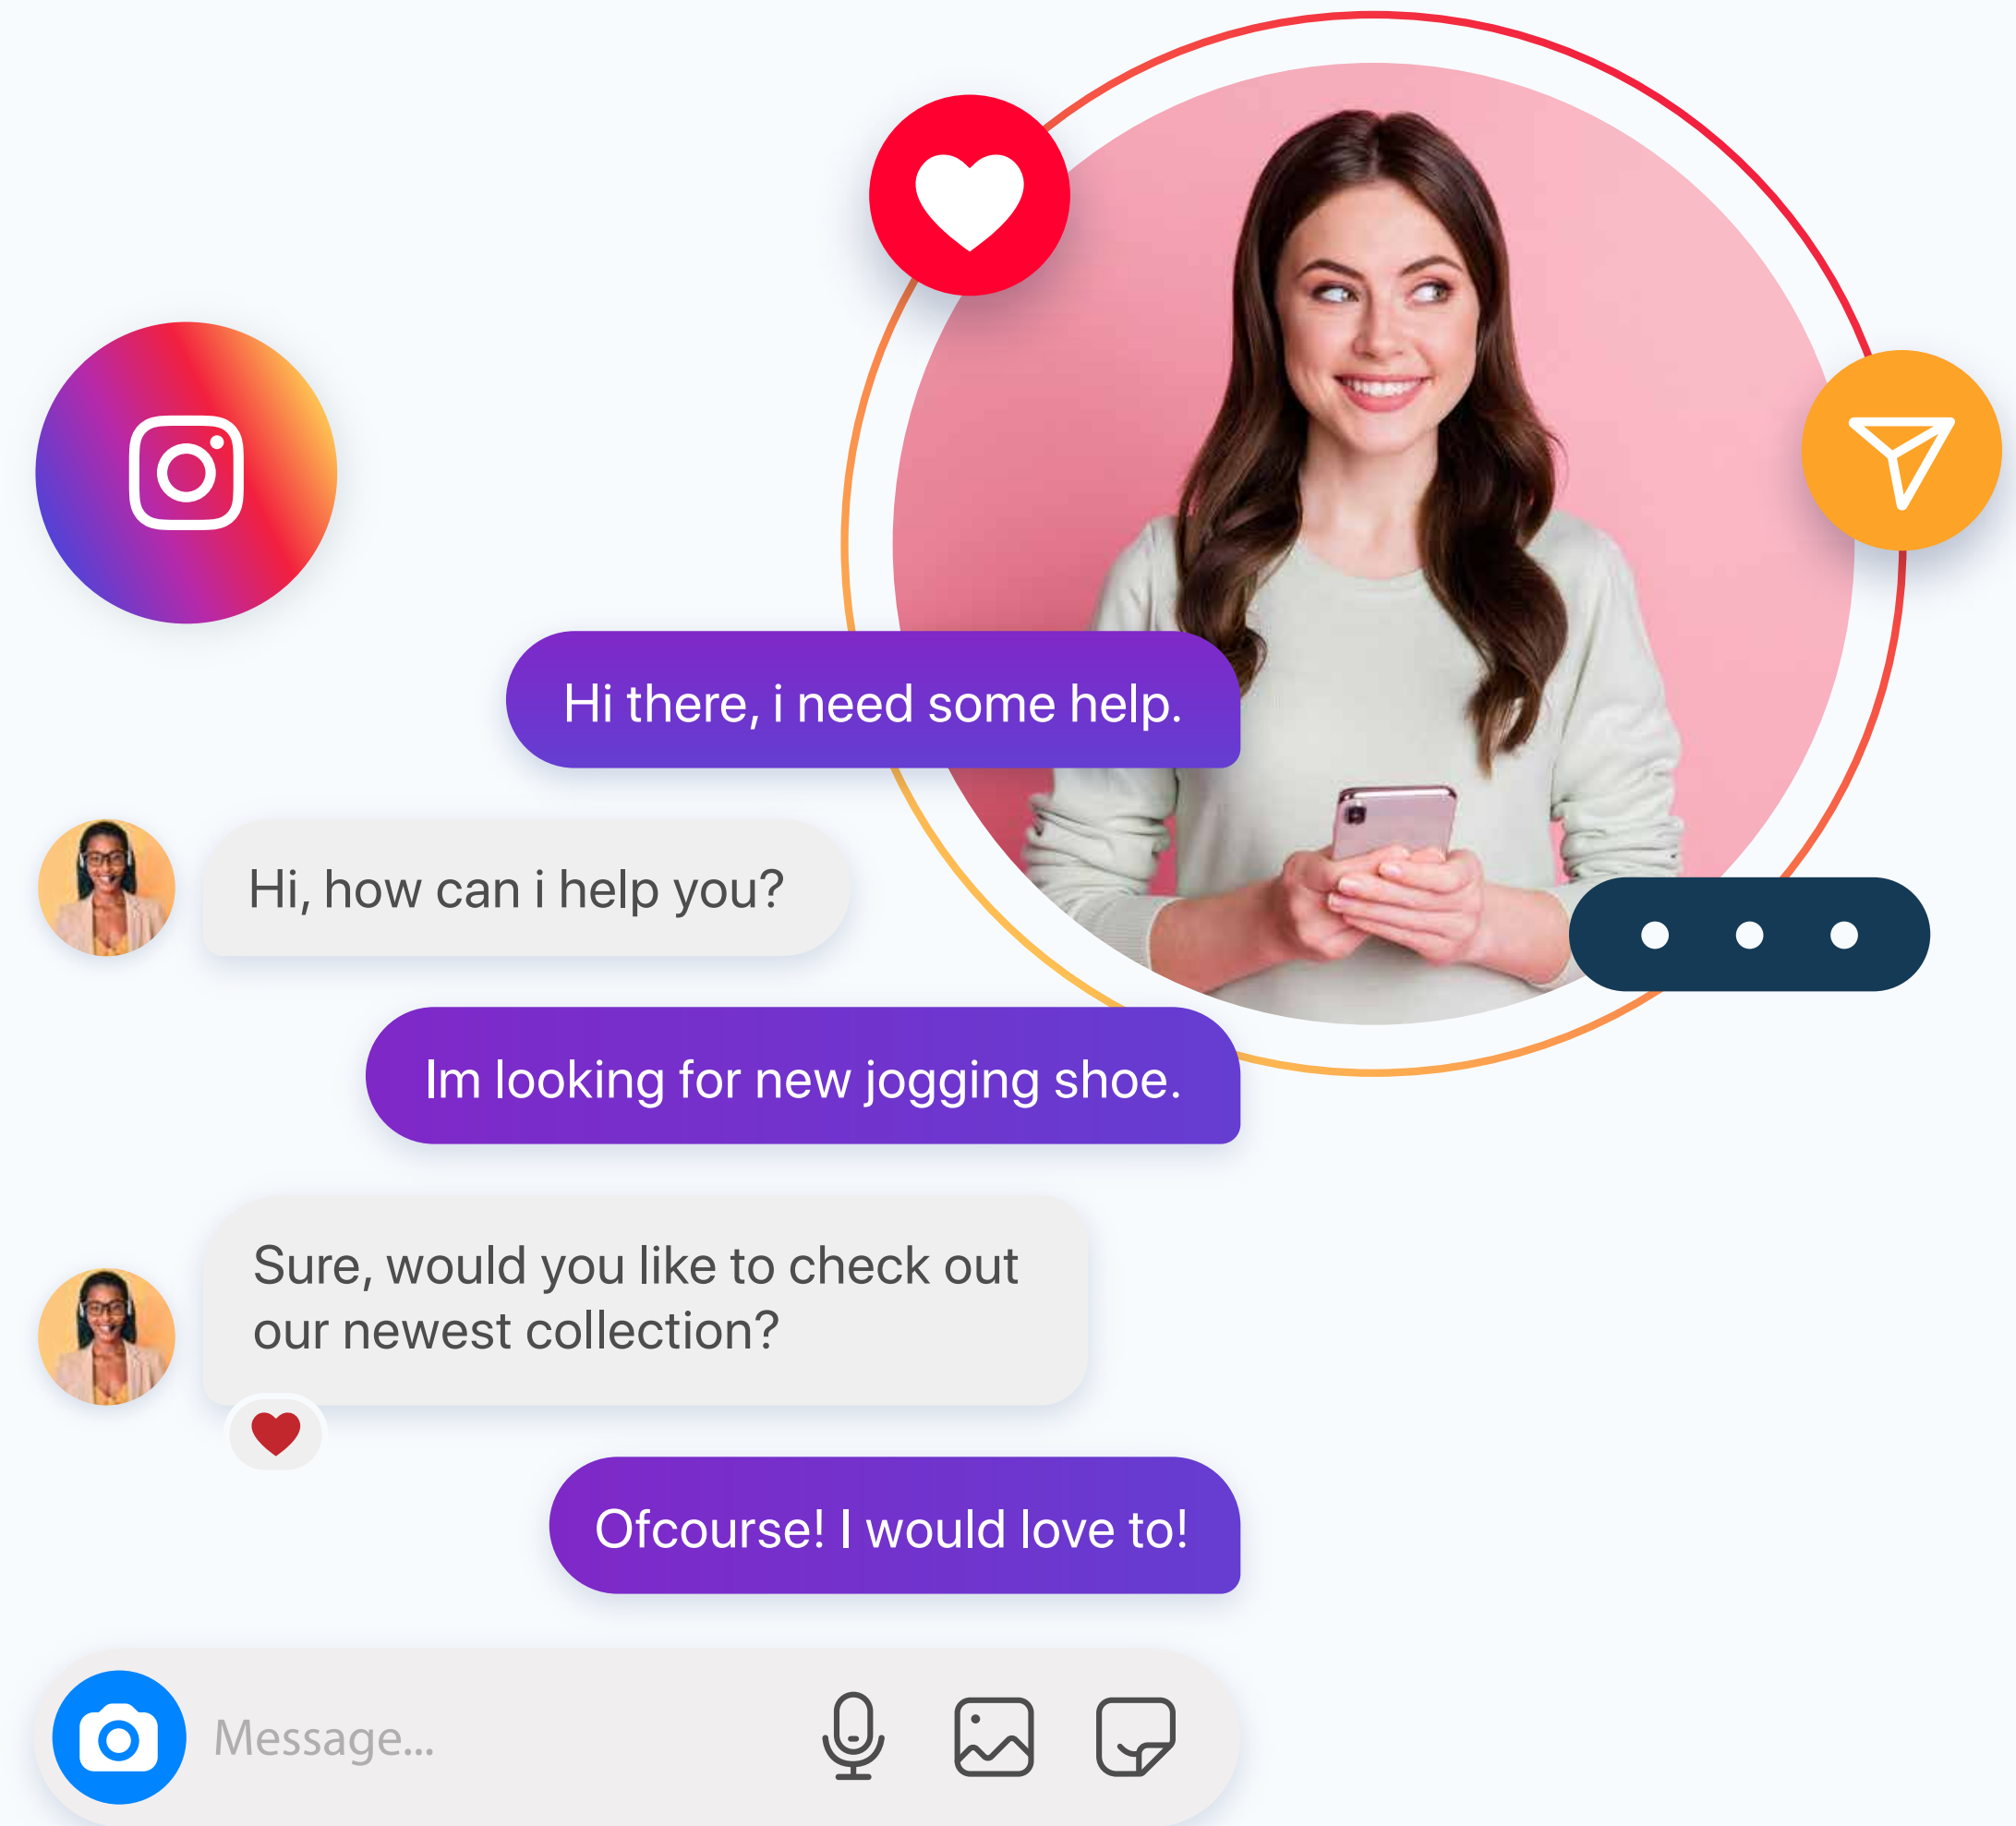 Hi there, i need some help.
Hi, how can i help you?
Im looking for new jogging shoe.
Sure, would you like to check out
our newest collection?
Ofcourse! I would love to!
Message...